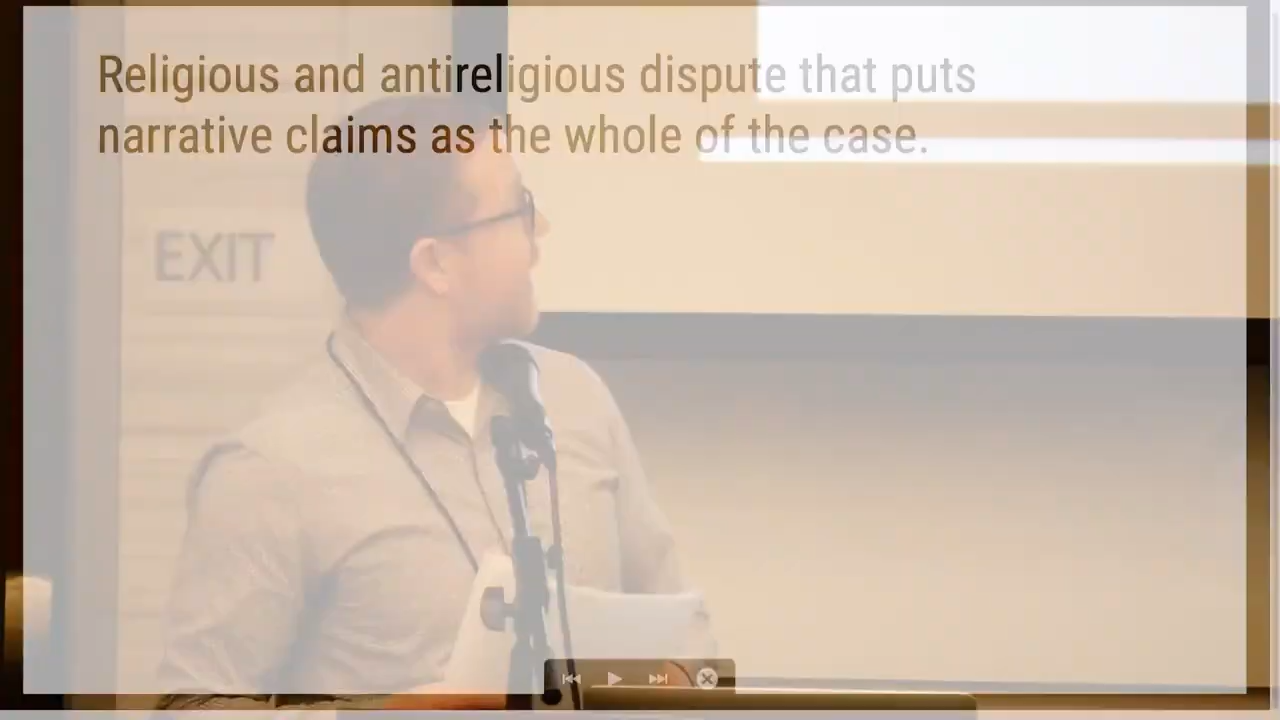 Religious and antireligious dispute that puts
narrative claims as the whole of the case.
EXIT